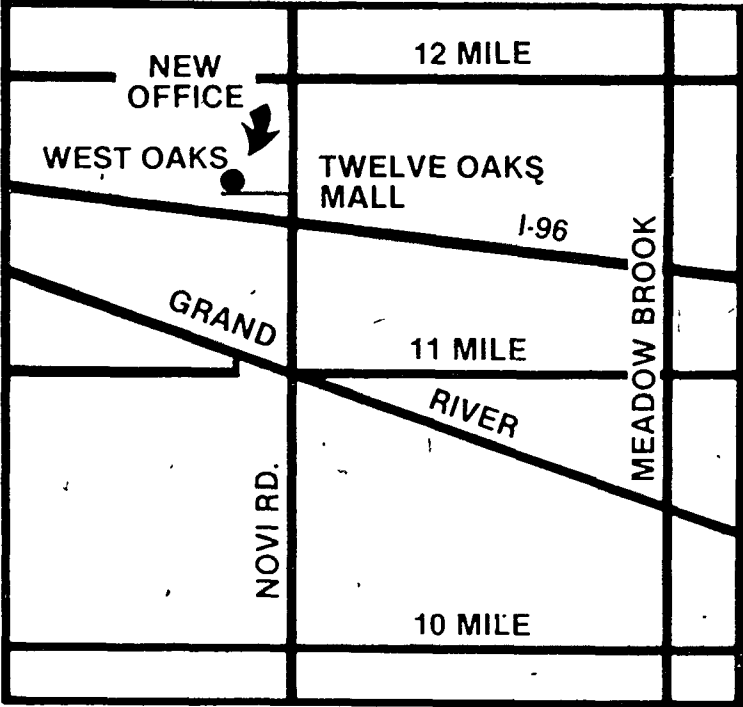 12 MILE
NEW
OFFICE
WEST OAKS
TWELVE OAKS
MALL
I-96
GRAND
11 MILE
RIVER
MEADOW BROOK
NOVI RD.
10 MILE